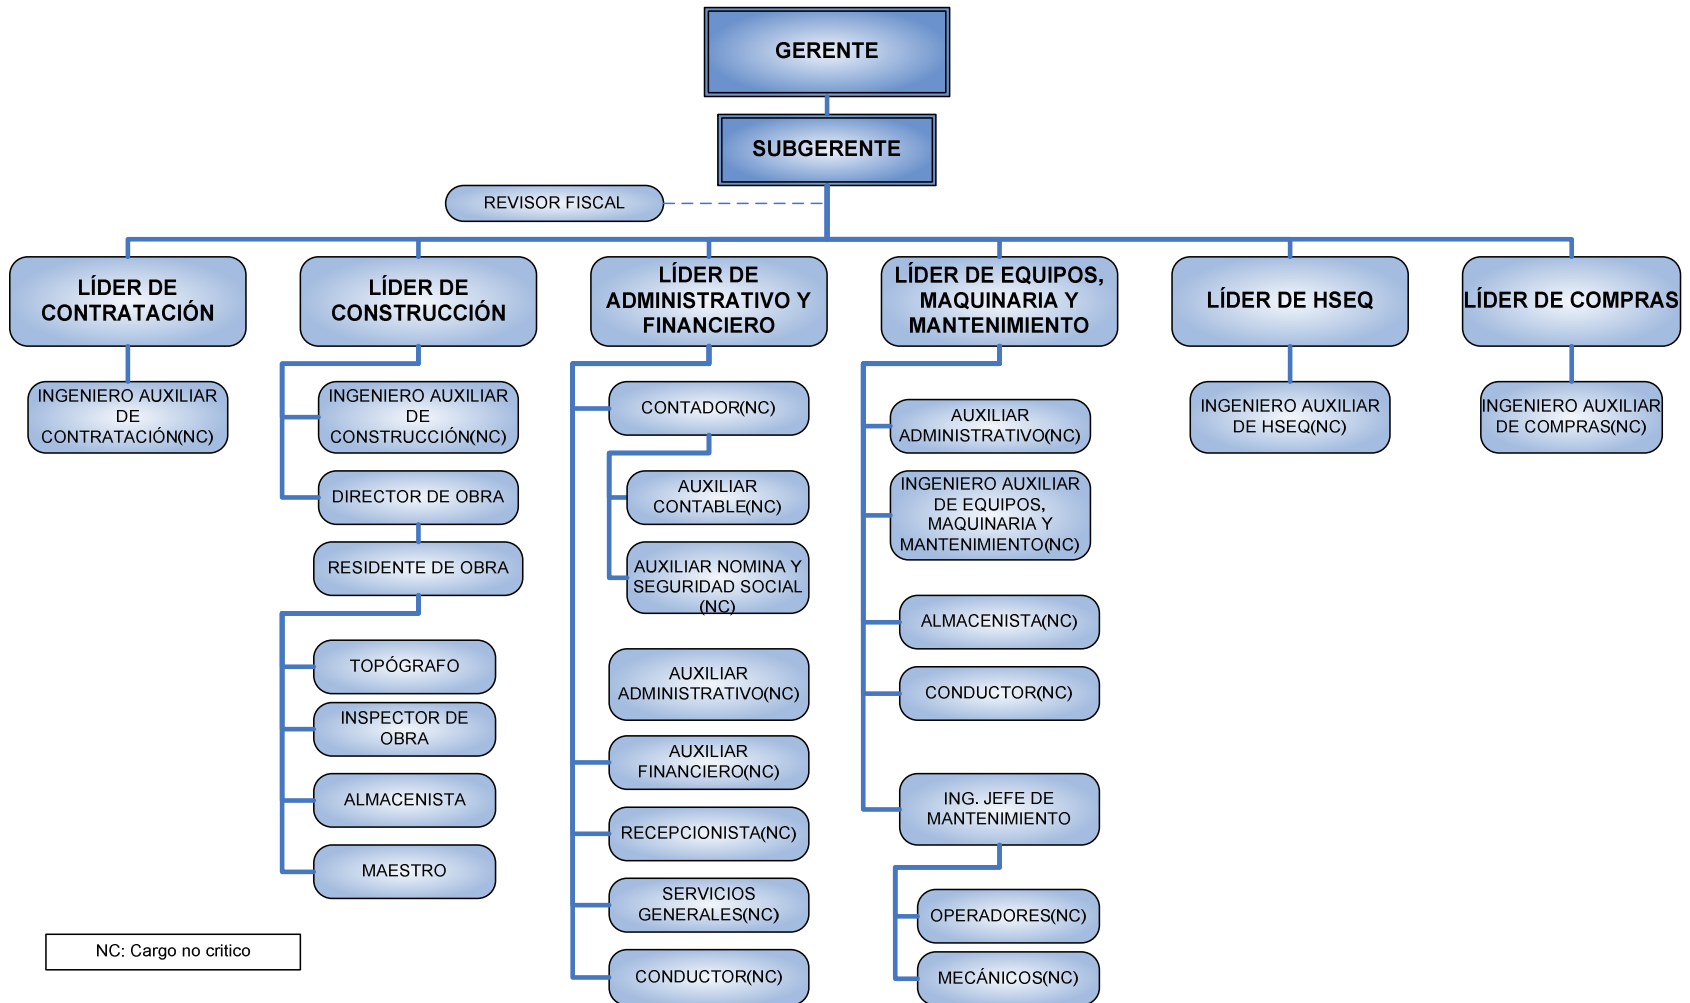 GERENTE
SUBGERENTE
REVISOR FISCAL
LÍDER DE
CONTRATACIÓN
INGENIERO AUXILIAR
DE
CONTRATACIÓN(NC)
LÍDER DE
CONSTRUCCIÓN
INGENIERO AUXILIAR
DE
CONSTRUCCIÓN(NC)
DIRECTOR DE OBRA
RESIDENTE DE OBRA
TOPÓGRAFO
INSPECTOR DE
OBRA
ALMACENISTA
MAESTRO
LÍDER DE
ADMINISTRATIVO Y
FINANCIERO
CONTADOR(NC)
AUXILIAR
CONTABLE(NC)
AUXILIAR NOMINA Y
SEGURIDAD SOCIAL
(NC)
AUXILIAR
ADMINISTRATIVO(NC)
AUXILIAR
FINANCIERO(NC)
RECEPCIONISTA(NC)
SERVICIOS
GENERALES(NC)
CONDUCTOR(NC)
LÍDER DE EQUIPOS,
MAQUINARIA Y
MANTENIMIENTO
AUXILIAR
ADMINISTRATIVO(NC)
INGENIERO AUXILIAR
DE EQUIPOS,
MAQUINARIA Y
MANTENIMIENTO(NC)
ALMACENISTA(NC)
CONDUCTOR(NC)
ING. JEFE DE
MANTENIMIENTO
OPERADORES(NC)
MECÁNICOS(NC)
LÍDER DE HSEQ
INGENIERO AUXILIAR
DE HSEQ(NC)
LÍDER DE COMPRAS
INGENIERO AUXILIAR
DE COMPRAS(NC)
NC: Cargo no critico